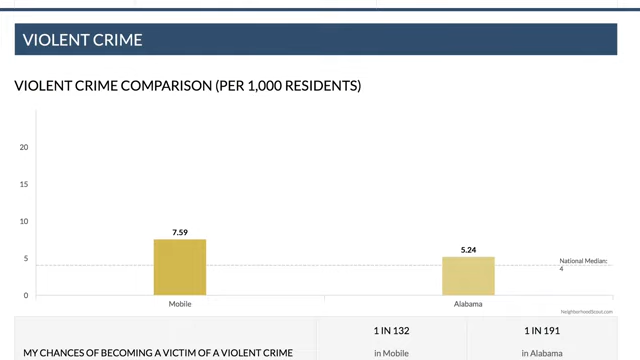 VIOLENT CRIME
VIOLENT CRIME COMPARISON (PER 1,000 RESIDENTS)
20
15
10
5
0
7.59
5.24
National Median:
4
Mobile
Alabama
NeighborhoodScout.com
1 IN 132
1 IN 191
MY CHANCES OF BECOMING A VICTIM OF A VIOLENT CRIME
in Mobile
in Alabama